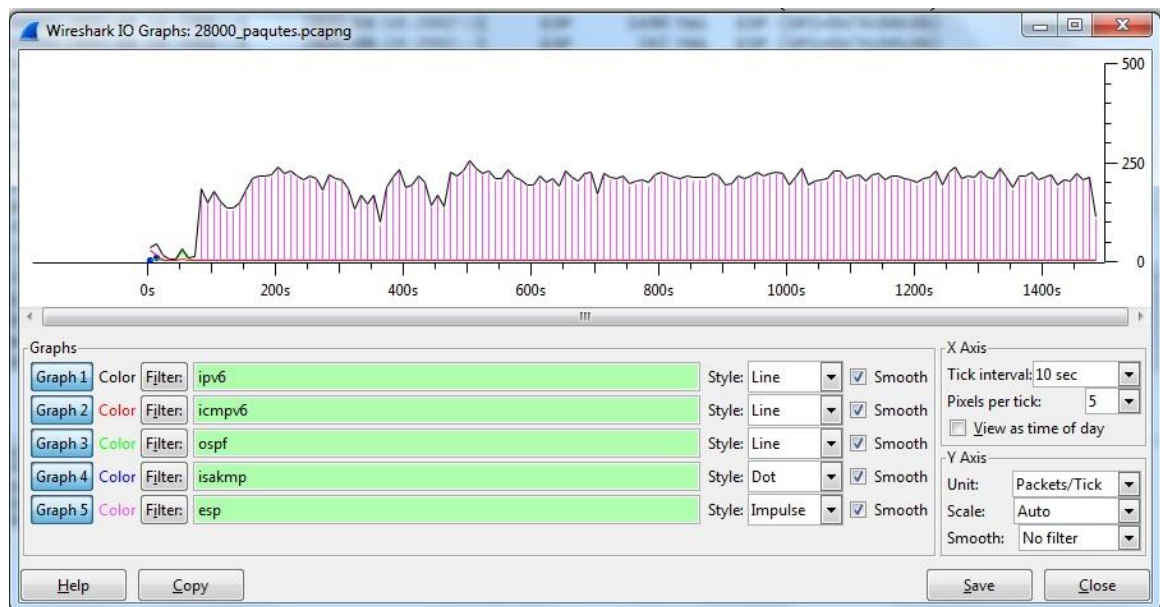 Wireshark IO Graphs: 28000_paqutes.pcapng
500
250
0
0s 200s 400s 600s 800s 1000s 1200s 1400s
Graphs
Graph 1 Color Filter: ipv6 Style: Line Smooth
Graph 2 Color Filter: icmpv6 Style: Line Smooth
Graph 3 Color Filter: ospf Style: Line Smooth
Graph 4 Color Filter: isakmp Style: Dot Smooth
Graph 5 Color Filter: esp Style: Impulse Smooth
X Axis
Tick interval: 10 sec
Pixels per tick: 5
View as time of day
Y Axis
Unit: Packets/Tick
Scale: Auto
Smooth: No filter
Help Copy Save Close